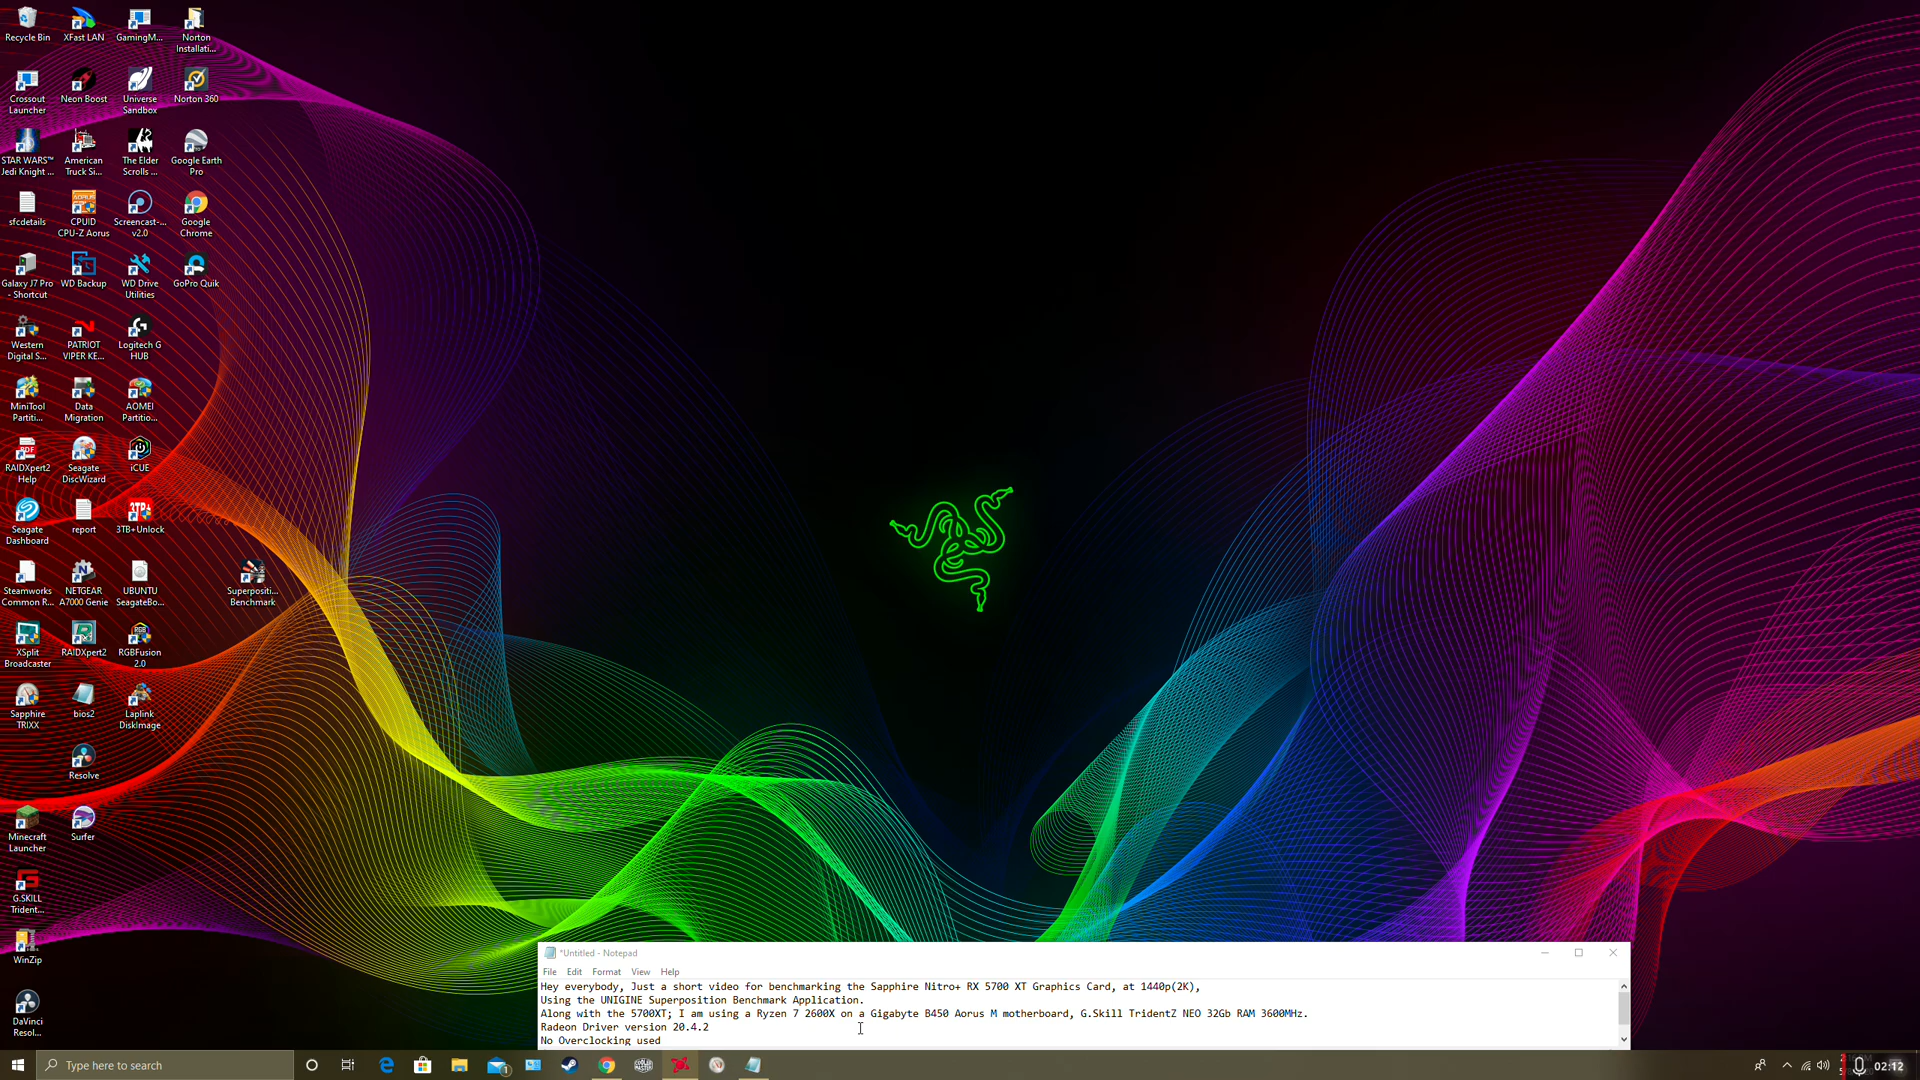 Recycle Bin
XFast LAN
GamingM...
Norton
Installati...
Crossout
Launcher
Neon Boost
Universe
Sandbox
Norton 360
STAR WARS™
Jedi Knight ...
American
Truck Si...
The Elder
Scrolls ...
Google Earth
Pro
sfcdetails
CPUID
CPU-Z Aorus
Screencast-...
v2.0
Google
Chrome
Galaxy J7 Pro
- Shortcut
WD Backup
WD Drive
Utilities
GoPro Quik
Western
Digital S...
PATRIOT
VIPER KE...
Logitech G
HUB
MiniTool
Partiti...
Data
Migration
AOMEI
Partitio...
RAIDXpert2
Help
Seagate
DiscWizard
iCUE
Seagate
Dashboard
report
3TB+Unlock
Steamworks
Common R...
NETGEAR
A7000 Genie
UBUNTU
SeagateBo...
Superpositi...
Benchmark
XSplit
Broadcaster
RAIDXpert2
RGBFusion
2.0
Sapphire
TRIXX
bios2
Laplink
DiskImage
Resolve
Minecraft
Launcher
Surfer
G.SKILL
Trident...
WinZip
DaVinci
Resol...
*Untitled - Notepad
File Edit Format View Help
Hey everybody, Just a short video for benchmarking the Sapphire Nitro+ RX 5700 XT Graphics Card, at 1440p(2K),
Using the UNIGINE Superposition Benchmark Application.
Along with the 5700XT; I am using a Ryzen 7 2600X on a Gigabyte B450 Aorus M motherboard, G.Skill TridentZ NEO 32Gb RAM 3600MHz.
Radeon Driver version 20.4.2
No Overclocking used
Type here to search
02:12